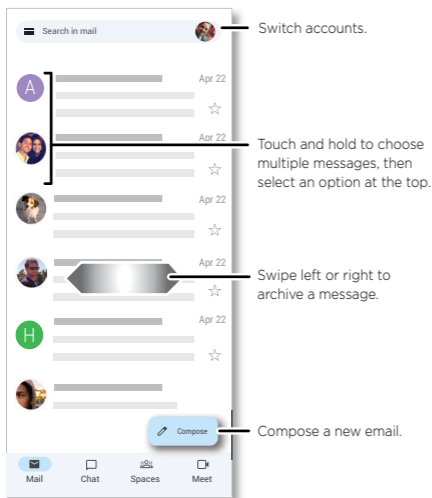 Search in mail
Switch accounts.
Apr 22
A
Apr 22
Touch and hold to choose
multiple messages, then
select an option at the top.
Apr 22
Apr 22
Swipe left or right to
archive a message.
Apr 22
H
Compose
Compose a new email.
Mail Chat Spaces Meet